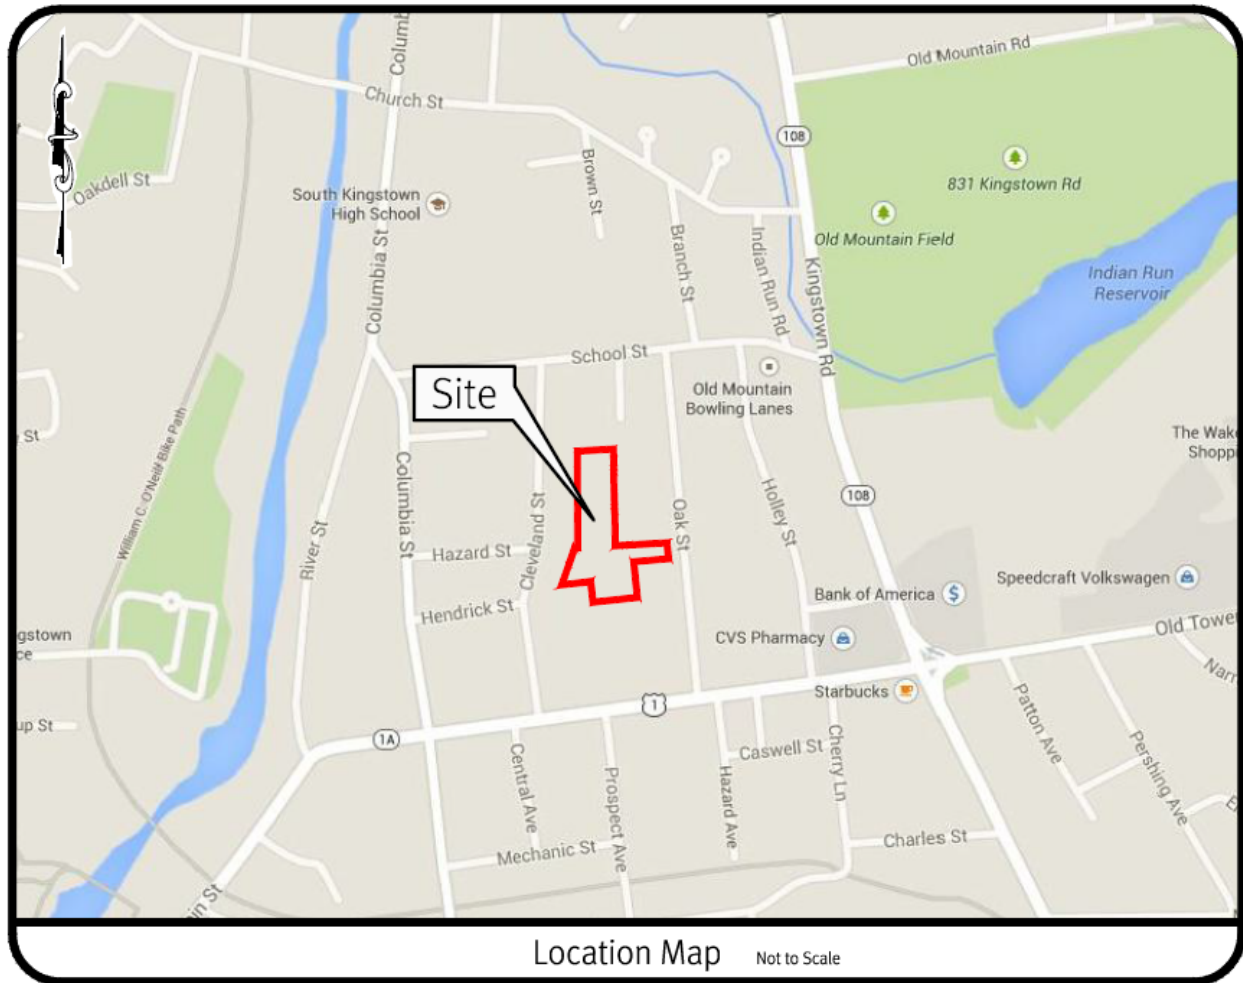 Old Mountain Rd
Columb
Church St
108
831 Kingstown Rd
Oakdell St
Brown St
South Kingstown
High School
Old Mountain Field
Columbia St
Branch St
Indian Run Rd
Kingstown Rd
Indian Run
Reservoir
School St
Site
Old Mountain
Bowling Lanes
The Wake
Shoppi
St
William C. O'Neill Bike Path
Columbia St
River St
Cleveland St
Oak St
Holley St
108
Hazard St
Hendrick St
Bank of America
$
Speedcraft Volkswagen
CVS Pharmacy
Old Tower
gstown
ce
Starbucks
1
1A
up St
Narr
Patton Ave
Pershing Ave
Central Ave
Prospect Ave
Hazard Ave
Caswell St
Cherry Ln
Mechanic St
Charles St
in St
Location Map
Not to Scale